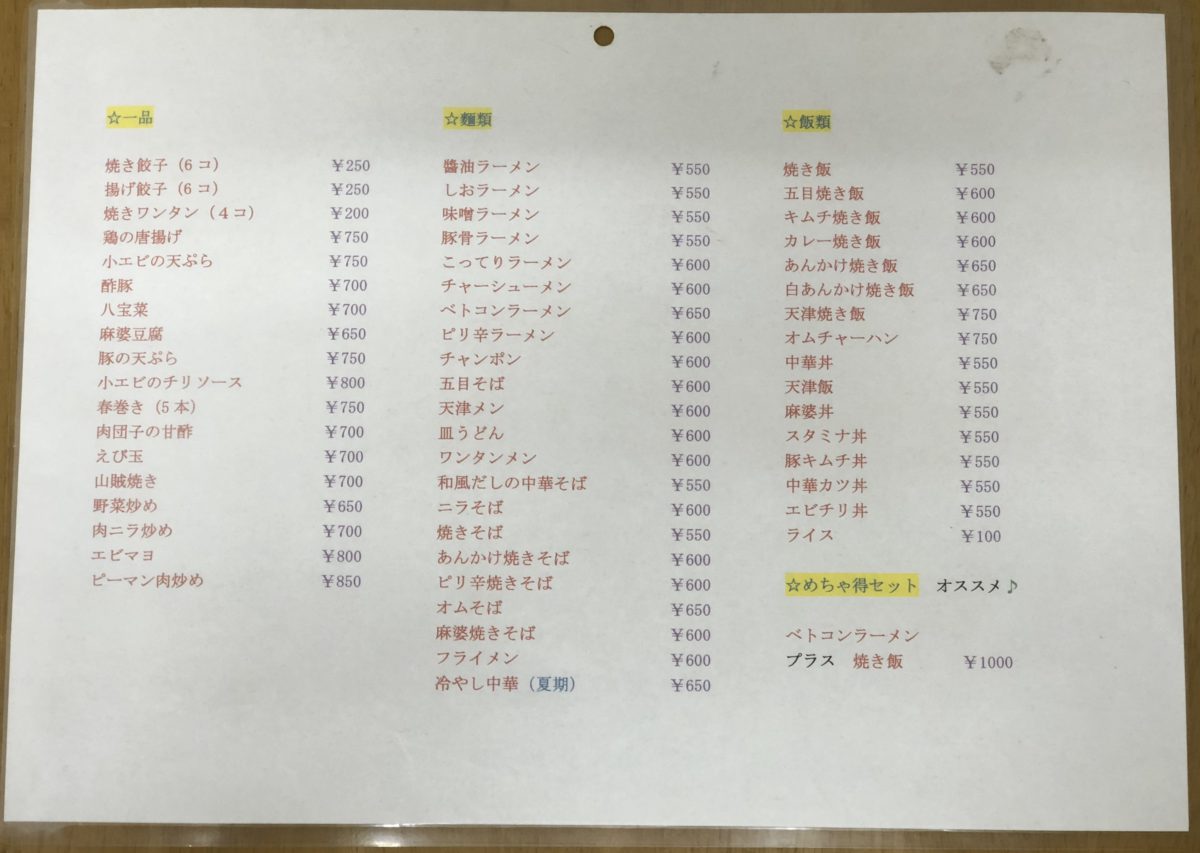 ☆一品
焼き餃子（6コ） ￥250
揚げ餃子（6コ） ￥250
焼きワンタン（４コ） ￥200
鶏の唐揚げ ￥750
小エビの天ぷら ￥750
酢豚 ￥700
八宝菜 ￥700
麻婆豆腐 ￥650
豚の天ぷら ￥750
小エビのチリソース ￥800
春巻き（5本） ￥750
肉団子の甘酢 ￥700
えび玉 ￥700
山賊焼き ￥700
野菜炒め ￥650
肉ニラ炒め ￥700
エビマヨ ￥800
ピーマン肉炒め ￥850
☆麺類
醬油ラーメン ￥550
しおラーメン ￥550
味噌ラーメン ￥550
豚骨ラーメン ￥550
こってりラーメン ￥600
チャーシューメン ￥600
ベトコンラーメン ￥650
ピリ辛ラーメン ￥600
チャンポン ￥600
五目そば ￥600
天津メン ￥600
皿うどん ￥600
ワンタンメン ￥600
和風だしの中華そば ￥550
ニラそば ￥600
焼きそば ￥550
あんかけ焼きそば ￥600
ピリ辛焼きそば ￥600
オムそば ￥650
麻婆焼きそば ￥600
フライメン ￥600
冷やし中華（夏期） ￥650
☆飯類
焼き飯 ￥550
五目焼き飯 ￥600
キムチ焼き飯 ￥600
カレー焼き飯 ￥600
あんかけ焼き飯 ￥650
白あんかけ焼き飯 ￥650
天津焼き飯 ￥750
オムチャーハン ￥750
中華丼 ￥550
天津飯 ￥550
麻婆丼 ￥550
スタミナ丼 ￥550
豚キムチ丼 ￥550
中華カツ丼 ￥550
エビチリ丼 ￥550
ライス ￥100
☆めちゃ得セット オススメ♪
ベトコンラーメン
プラス 焼き飯 ￥1000